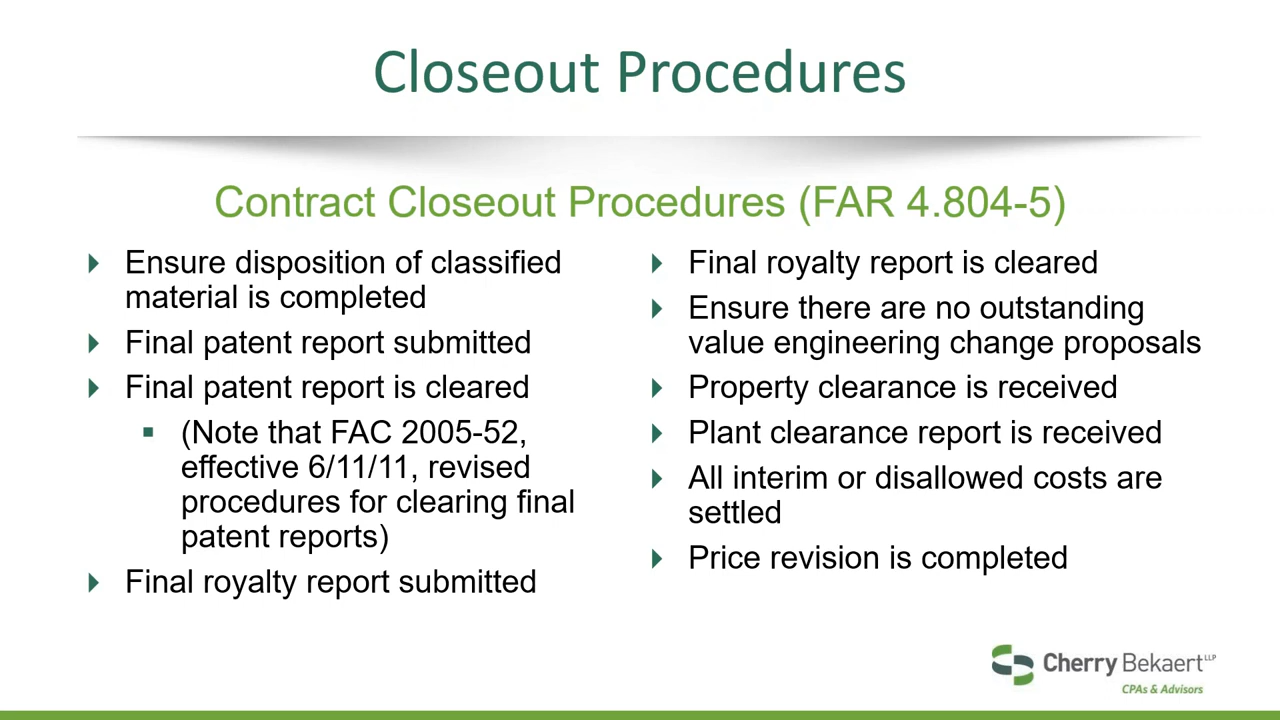 Closeout Procedures
Contract Closeout Procedures (FAR 4.804-5)
Ensure disposition of classified
material is completed
Final patent report submitted
Final patent report is cleared
(Note that FAC 2005-52,
effective 6/11/11, revised
procedures for clearing final
patent reports)
Final royalty report submitted
Final royalty report is cleared
Ensure there are no outstanding
value engineering change proposals
Property clearance is received
Plant clearance report is received
All interim or disallowed costs are
settled
Price revision is completed
Cherry Bekaert LLP
CPAs & Advisors